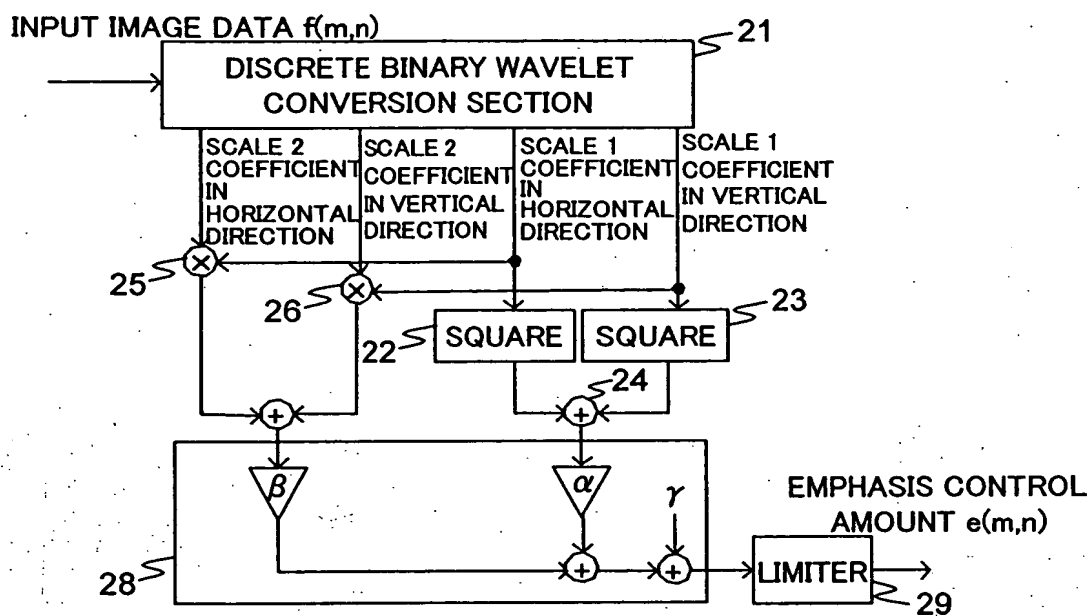 INPUT IMAGE DATA f(m,n)
21
DISCRETE BINARY WAVELET
CONVERSION SECTION
SCALE 2
COEFFICIENT
IN
HORIZONTAL
DIRECTION
SCALE 2
COEFFICIENT
IN VERTICAL
DIRECTION
SCALE 1
COEFFICIENT
IN
HORIZONTAL
DIRECTION
SCALE 1
COEFFICIENT
IN VERTICAL
DIRECTION
25
×
26
×
22
SQUARE
SQUARE
23
24
+
+
β
α
γ
28
+
+
EMPHASIS CONTROL
AMOUNT e(m,n)
LIMITER
29